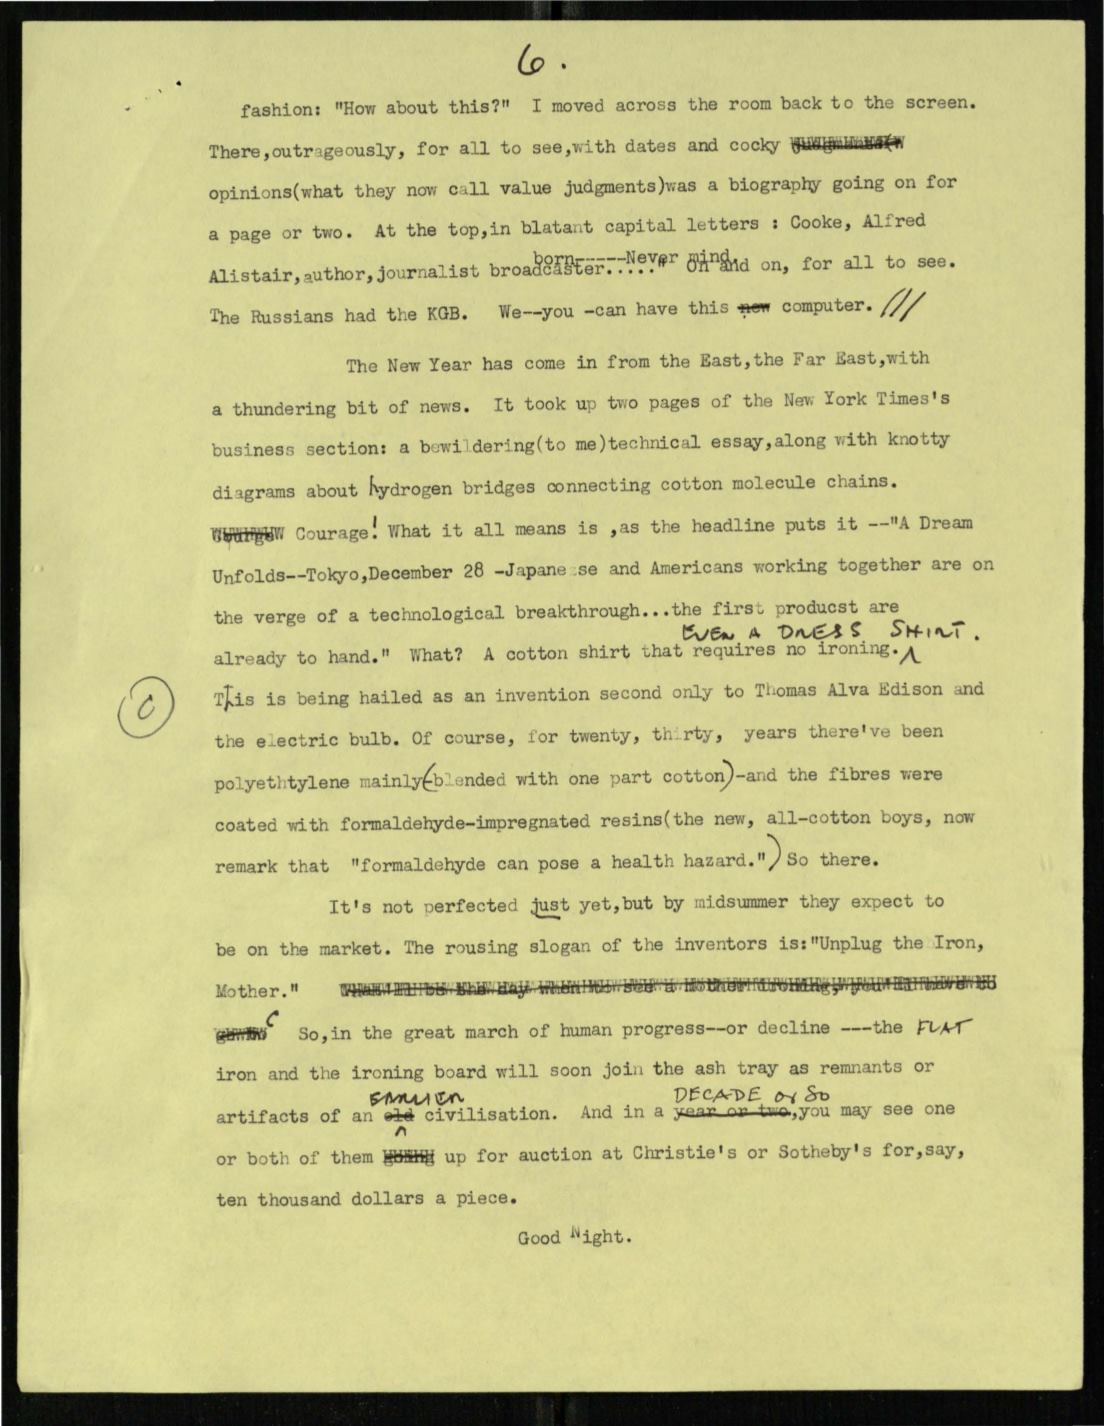 6.
fashion: "How about this?" I moved across the room back to the screen.
There,outrageously, for all to see,with dates and cocky
opinions(what they now call value judgments)was a biography going on for
a page or two. At the top,in blatant capital letters : Cooke, Alfred
born-----Never mind.
Alistair,author,journalist broadcaster....." On and on, for all to see.
The Russians had the KGB. We--you -can have this new computer. ///
The New Year has come in from the East,the Far East,with
a thundering bit of news. It took up two pages of the New York Times's
business section: a bewildering(to me)technical essay,along with knotty
diagrams about hydrogen bridges connecting cotton molecule chains.
Courage! What it all means is ,as the headline puts it --"A Dream
Unfolds--Tokyo,December 28 -Japane se and Americans working together are on
the verge of a technological breakthrough...the first producst are
EVEN A DRESS SHIRT.
already to hand." What? A cotton shirt that requires no ironing.
C
This is being hailed as an invention second only to Thomas Alva Edison and
the electric bulb. Of course, for twenty, thirty, years there've been
polyethtylene mainly(blended with one part cotton)-and the fibres were
coated with formaldehyde-impregnated resins(the new, all-cotton boys, now
remark that "formaldehyde can pose a health hazard.") So there.
It's not perfected just yet,but by midsummer they expect to
be on the market. The rousing slogan of the inventors is:"Unplug the Iron,
Mother."
So,in the great march of human progress--or decline ---the FLAT
iron and the ironing board will soon join the ash tray as remnants or
EARLIER DECADE or So
artifacts of an old civilisation. And in a year or two,you may see one
or both of them up for auction at Christie's or Sotheby's for,say,
ten thousand dollars a piece.
Good Night.